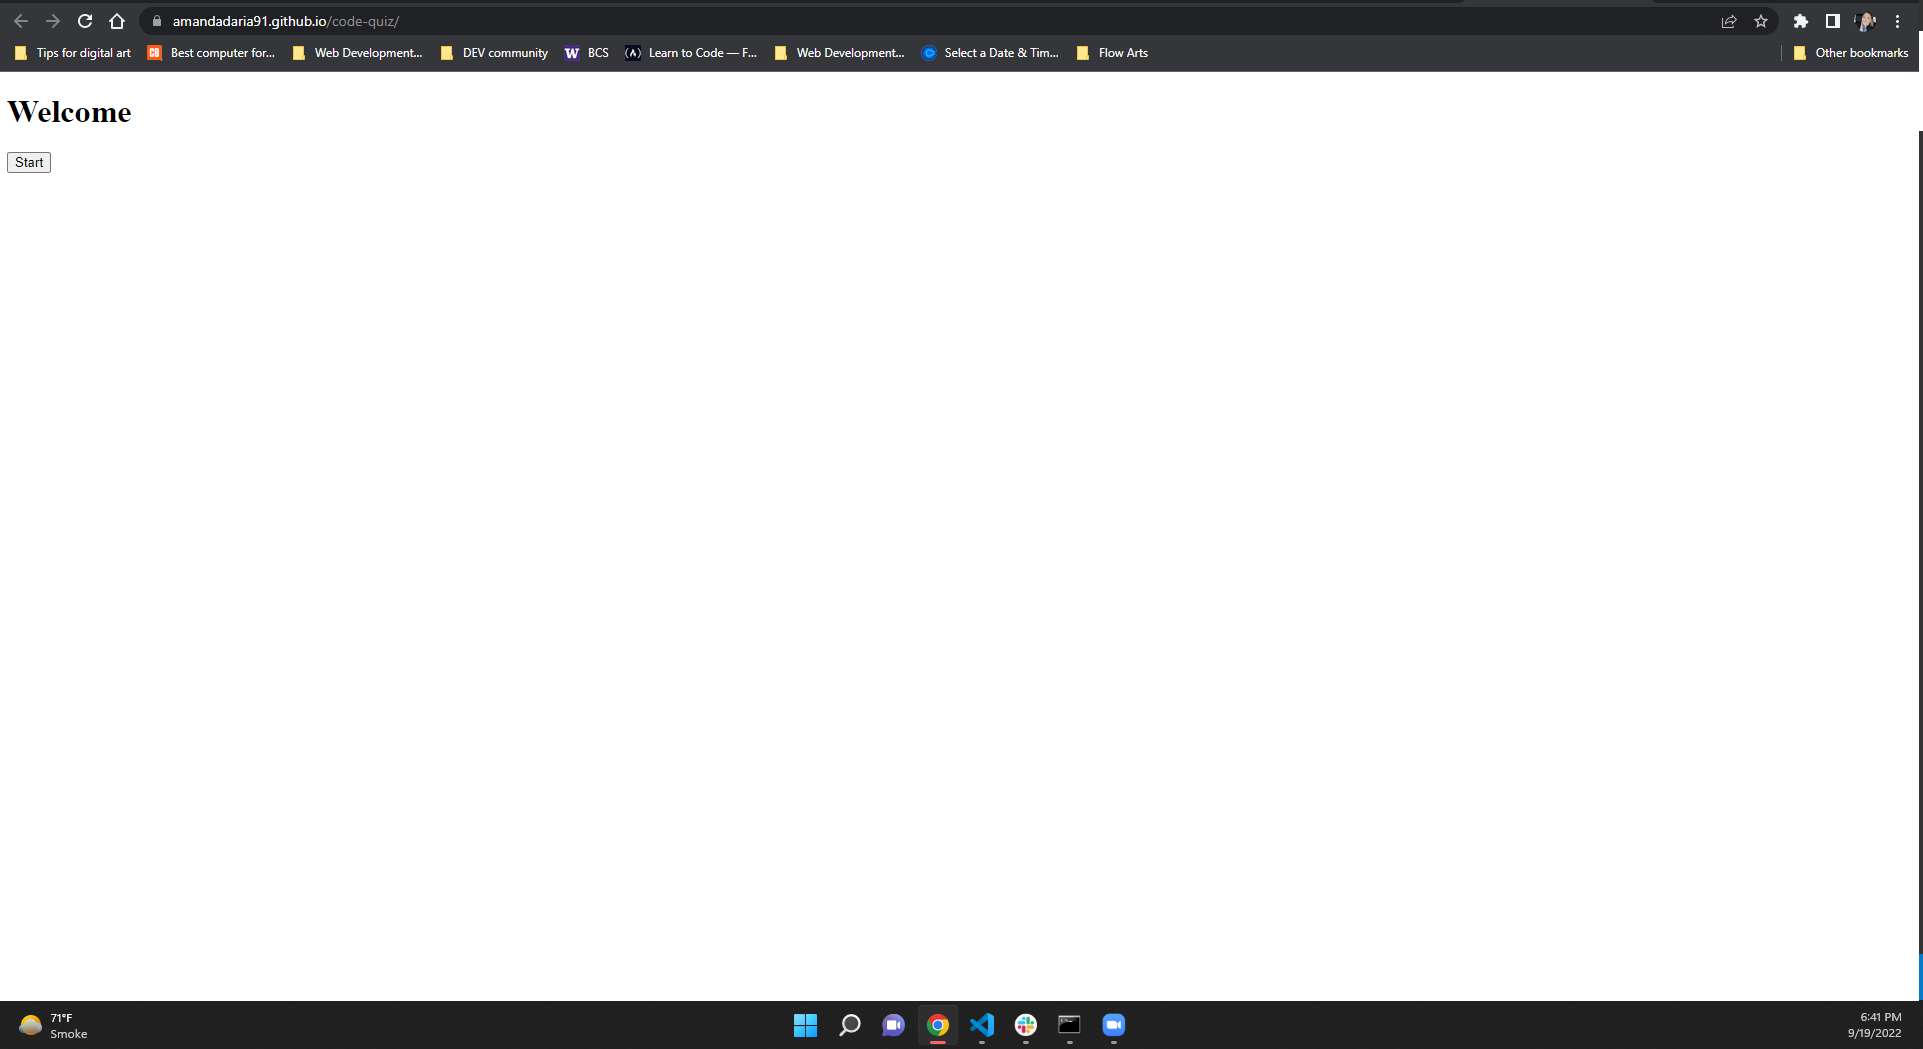 amandadaria91.github.io/code-quiz/
Tips for digital art CB Best computer for... Web Development... DEV community W BCS (A) Learn to Code — F... Web Development... C Select a Date & Tim... Flow Arts Other bookmarks
Welcome
Start
71°F
Smoke
6:41 PM
9/19/2022